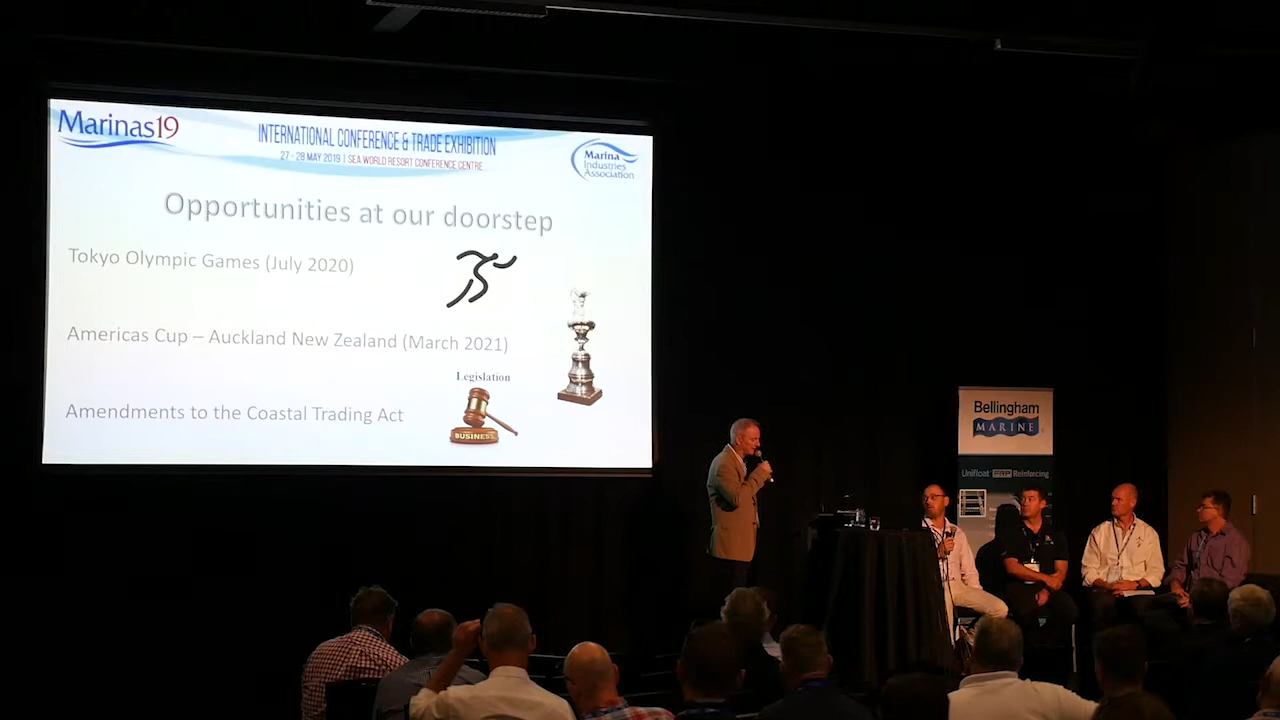 Marinas19
INTERNATIONAL CONFERENCE & TRADE EXHIBITION
27 - 28 MAY 2019 | SEA WORLD RESORT CONFERENCE CENTRE
Marina
Industries
Association
Opportunities at our doorstep
Tokyo Olympic Games (July 2020)
Americas Cup – Auckland New Zealand (March 2021)
Legislation
Amendments to the Coastal Trading Act
BUSINESS
Bellingham
MARINE
Unifloat FRP Reinforcing